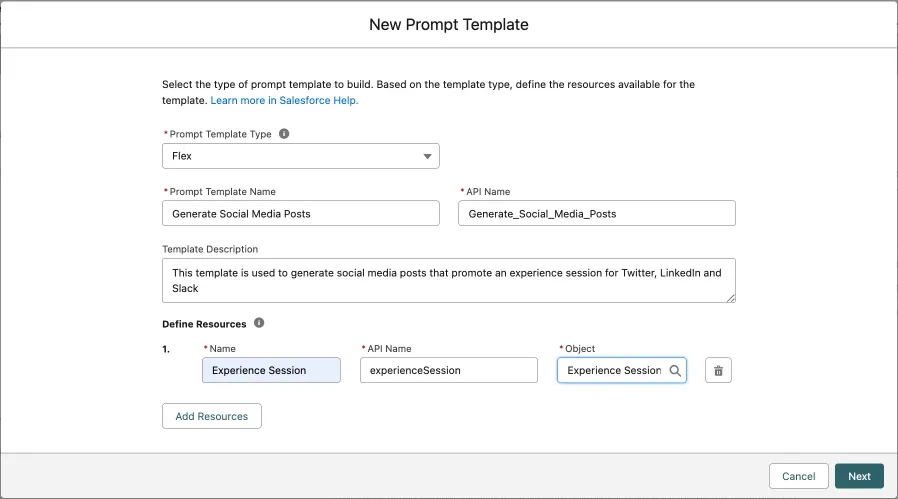 New Prompt Template
Select the type of prompt template to build. Based on the template type, define the resources available for the
template. Learn more in Salesforce Help.
* Prompt Template Type
Flex
* Prompt Template Name * API Name
Generate Social Media Posts Generate_Social_Media_Posts
Template Description
This template is used to generate social media posts that promote an experience session for Twitter, LinkedIn and
Slack
Define Resources
1. * Name * API Name * Object
Experience Session experienceSession Experience Session
Add Resources
Cancel Next